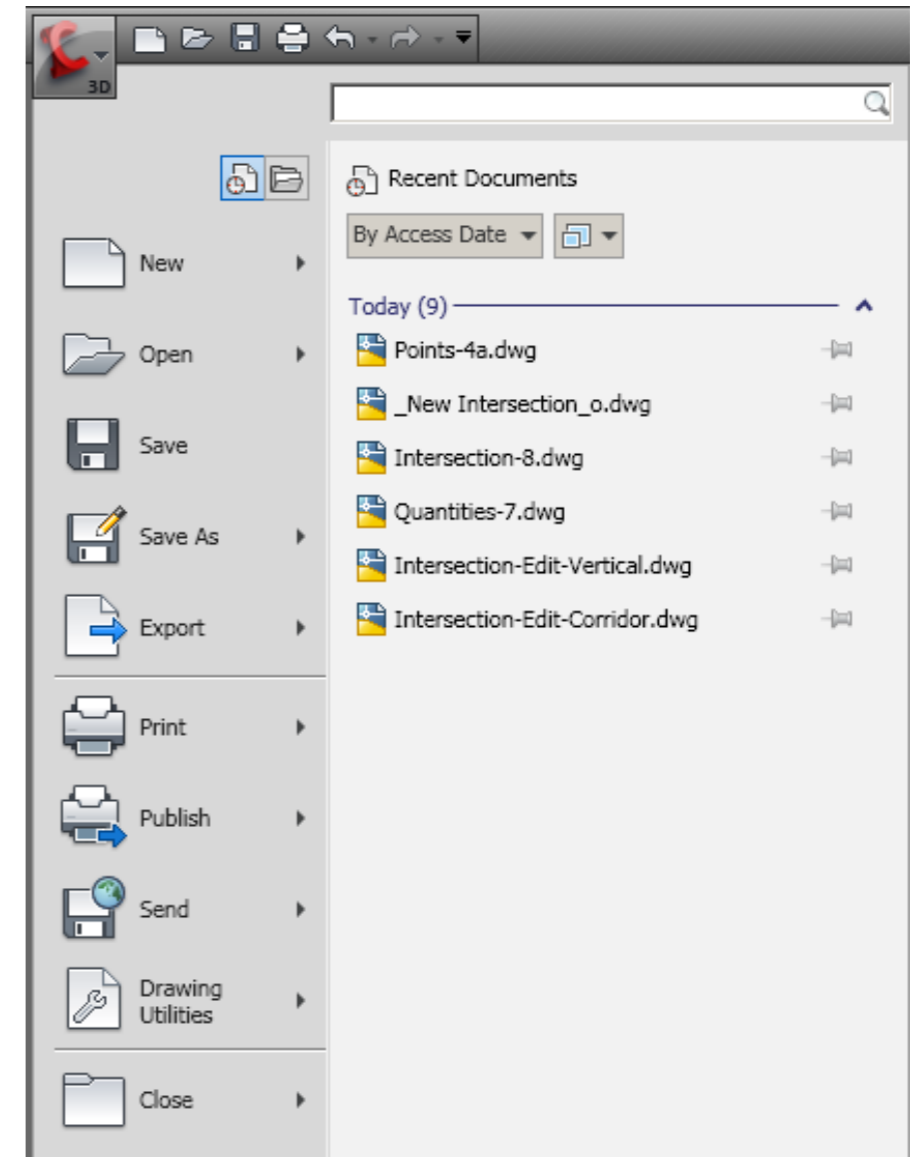 3D
Recent Documents
By Access Date
New
Today (9)
Points-4a.dwg
Open
_New Intersection_o.dwg
Save
Intersection-8.dwg
Quantities-7.dwg
Save As
Intersection-Edit-Vertical.dwg
Intersection-Edit-Corridor.dwg
Export
Print
Publish
Send
Drawing
Utilities
Close